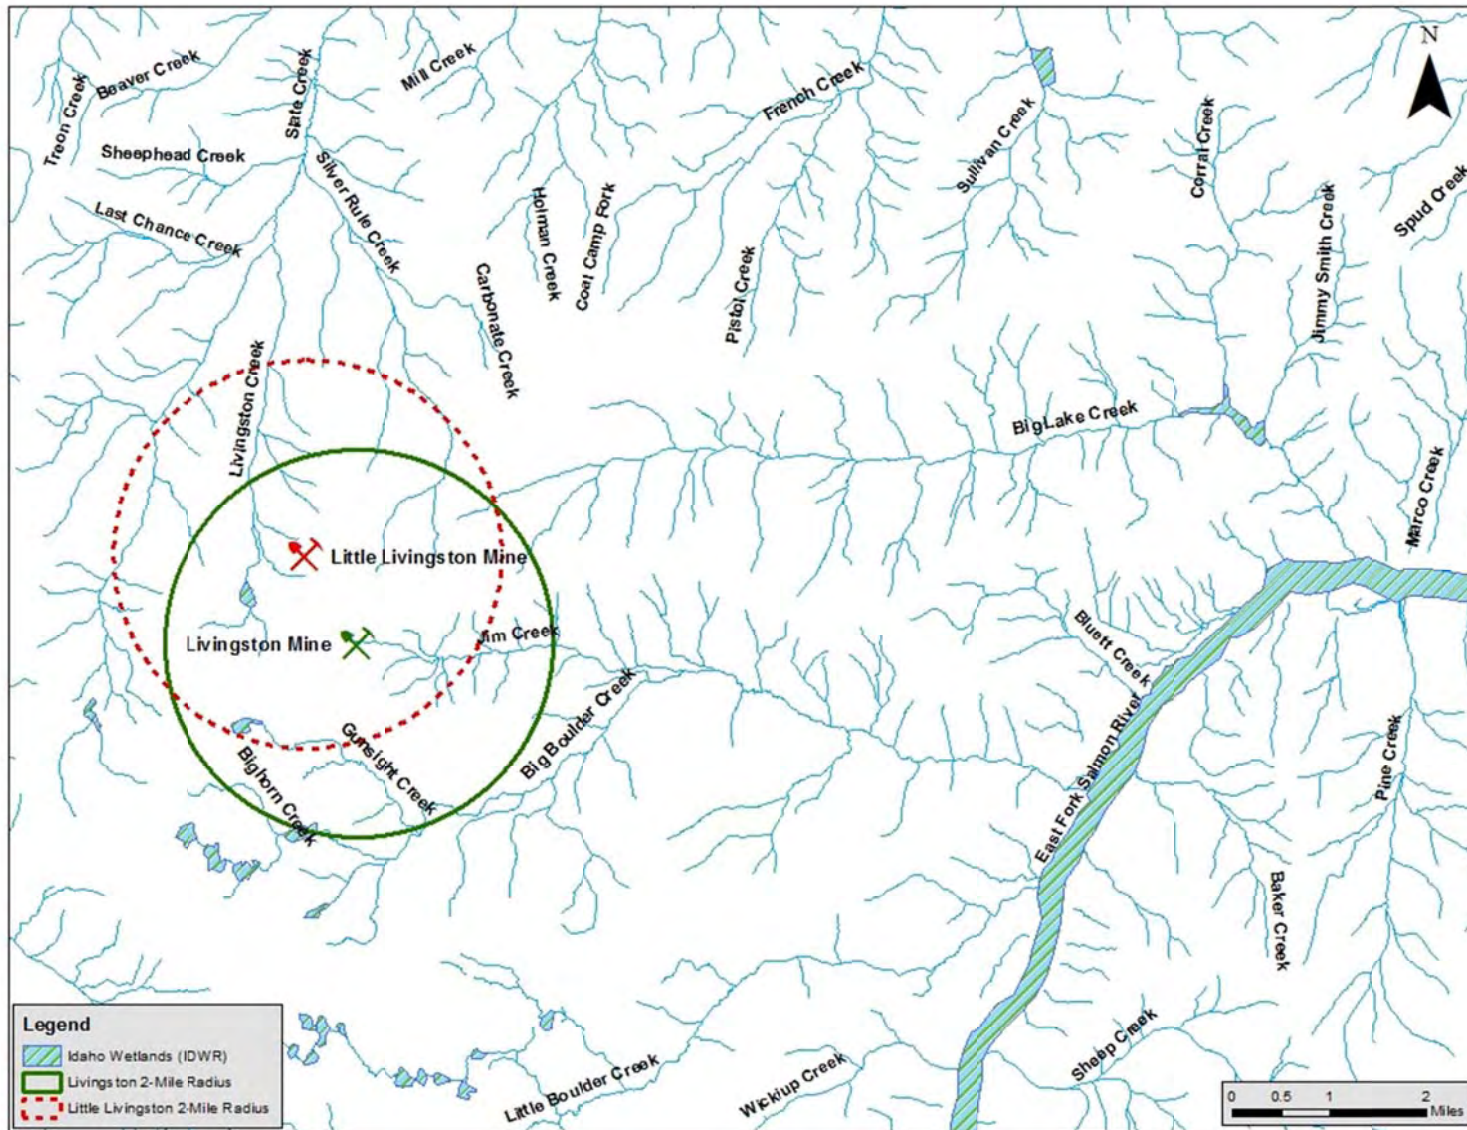 N
Beaver Creek
Treon Creek
Slate Creek
Mill Creek
French Creek
Sullivan Creek
Corral Creek
Spud Creek
Sheephead Creek
Silver Rule Creek
Last Chance Creek
Holman Creek
Coal Camp Fork
Jimmy Smith Creek
Carbonate Creek
Pistol Creek
Livingston Creek
Big Lake Creek
Marco Creek
Little Livingston Mine
Livingston Mine
Jim Creek
Bluett Creek
Big Boulder Creek
Gunsight Creek
Bighorn Creek
East Fork Salmon River
Pine Creek
Baker Creek
Sheep Creek
Little Boulder Creek
Wickiup Creek
Legend
Idaho Wetlands (IDWR)
Livingston 2-Mile Radius
Little Livingston 2-Mile Radius
0 0.5 1 2
Miles